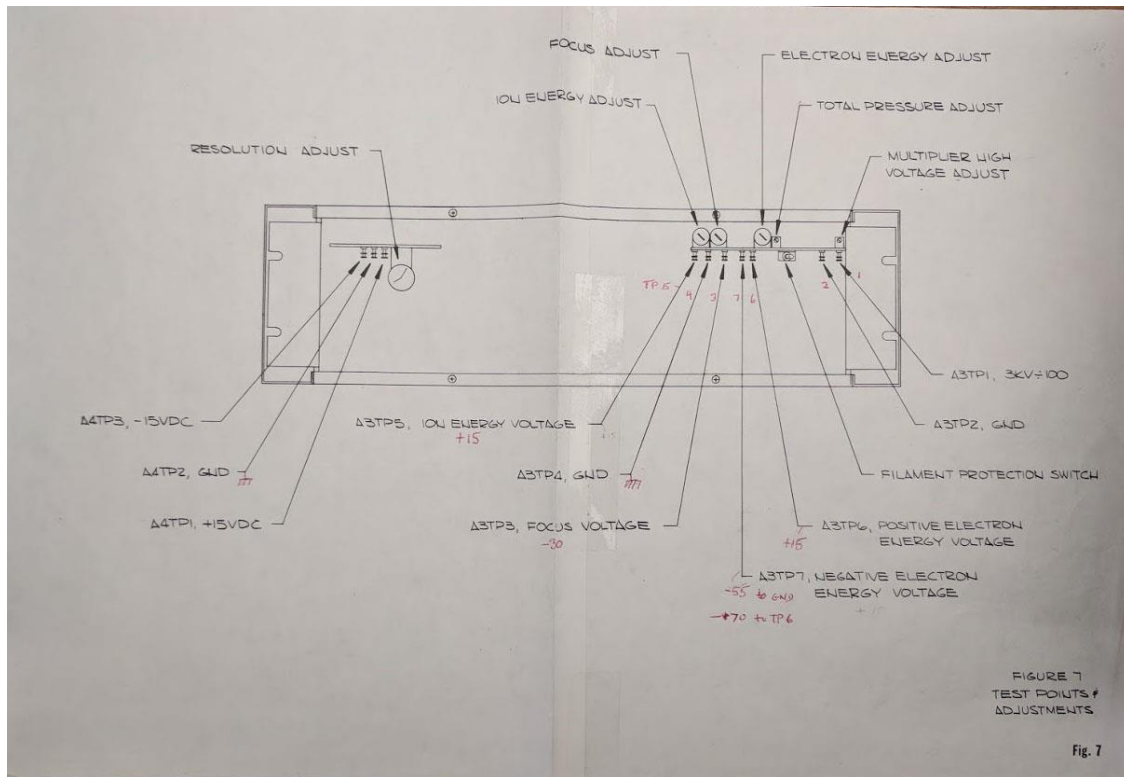 FOCUS ADJUST
ELECTRON ENERGY ADJUST
ION ENERGY ADJUST
TOTAL PRESSURE ADJUST
RESOLUTION ADJUST
MULTIPLIER HIGH
VOLTAGE ADJUST
TP5
4
3
7
6
2
1
A3TP1, 3KV÷100
A4TP3, -15VDC
A3TP5, ION ENERGY VOLTAGE
+15
A3TP2, GND
A4TP2, GND
A3TP4, GND
FILAMENT PROTECTION SWITCH
A4TP1, +15VDC
A3TP3, FOCUS VOLTAGE
-30
A3TP6, POSITIVE ELECTRON
ENERGY VOLTAGE
+15
A3TP7, NEGATIVE ELECTRON
ENERGY VOLTAGE
-55 to GND
70 to TP6
FIGURE 7
TEST POINTS &
ADJUSTMENTS
Fig. 7